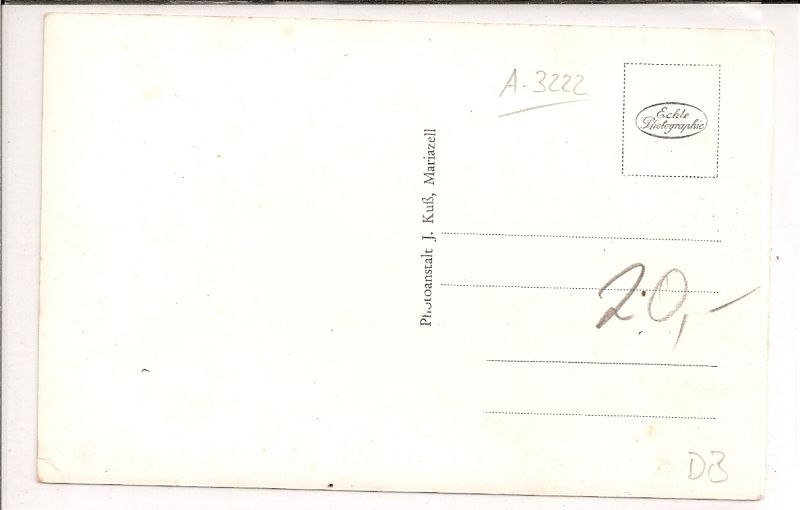 A-3222
Echte
Photographie
Photoanstalt J. Kuß, Mariazell
20,-
DB